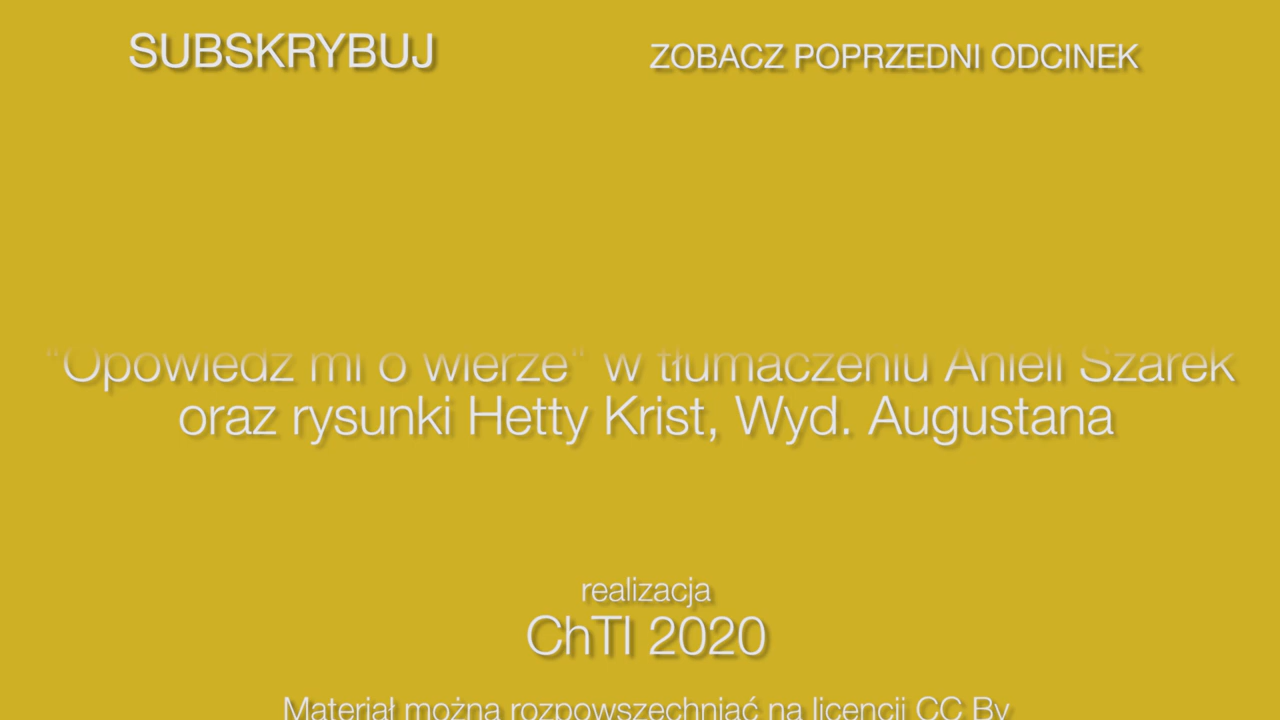 SUBSKRYBUJ
ZOBACZ POPRZEDNI ODCINEK
"Opowiedz mi o wierze" w tłumaczeniu Anieli Szarek
oraz rysunki Hetty Krist, Wyd. Augustana
realizacja
ChTI 2020
Materiał można rozpowszechniać na licencji CC By